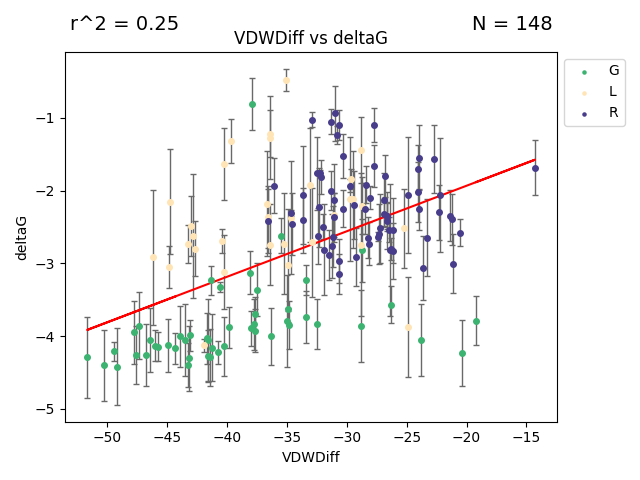 r^2 = 0.25
N = 148
VDWDiff vs deltaG
G
L
R
−1
−2
−3
−4
−5
deltaG
−50
−45
−40
−35
−30
−25
−20
−15
VDWDiff